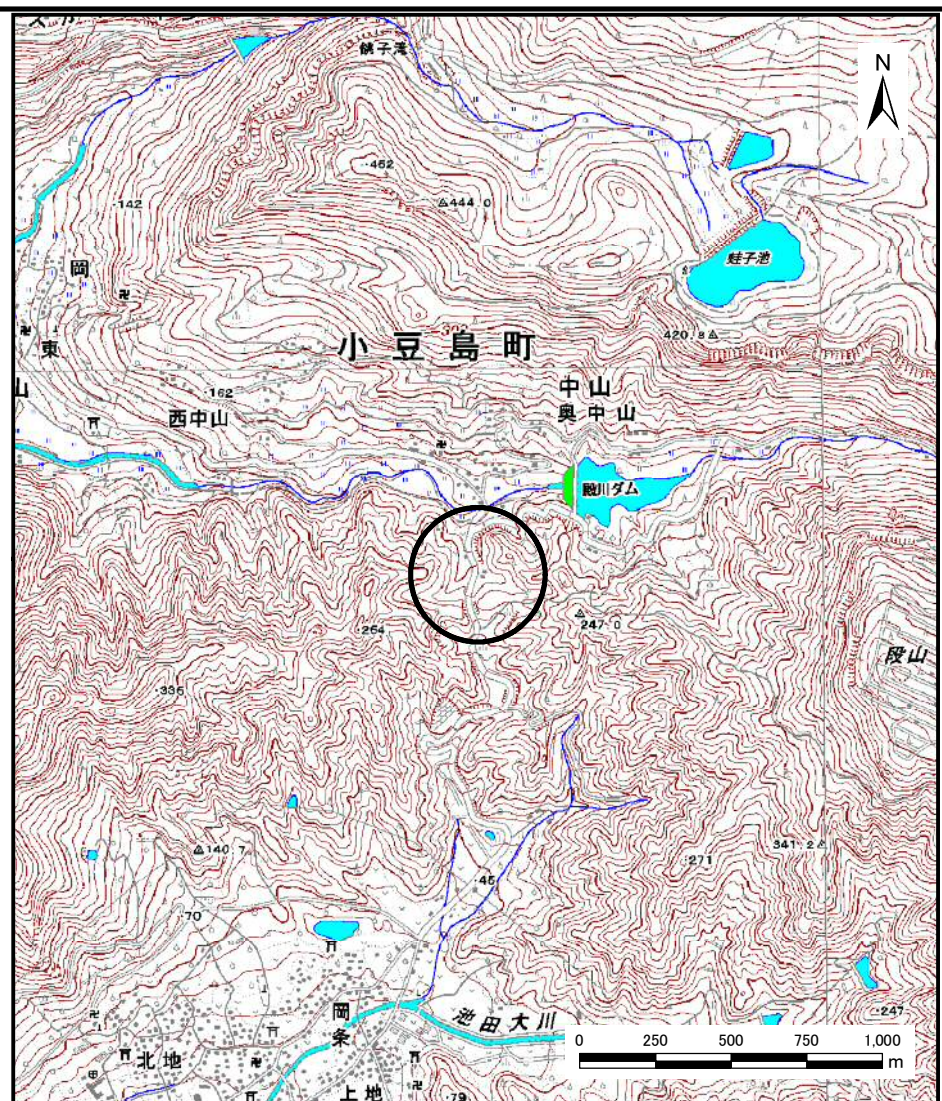 銚子滝
N
・462
△444.0
・142
岡
蛙子池
東
420.8△
小豆島町
山
・162
中山
西中山
奥中山
殿川ダム
・264
△
247.0
段山
・336
△140.7
・271
341.2△
・45
・70
岡条
池田大川
・247
0 250 500 750 1,000
m
北地
上地
・79